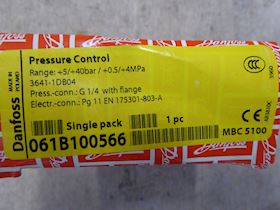 Danfoss
MADE IN
POLAND
Pressure Control
Range: +5/+40bar / +0.5/+4MPa
3641-1DB04
Press.-conn.: G 1/4 with flange
Electr.-conn.: Pg 11 EN 175301-803-A
Single pack
1 pc
061B100566
MBC 5100
CCC